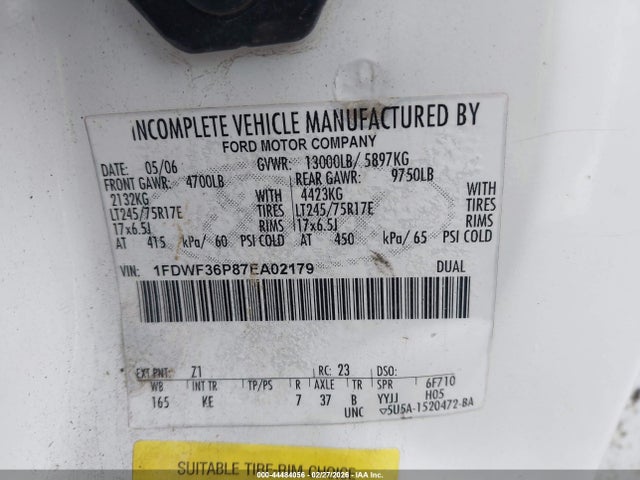 INCOMPLETE VEHICLE MANUFACTURED BY
FORD MOTOR COMPANY
DATE: 05/06 GVWR: 13000LB/ 5897KG
FRONT GAWR: 4700LB REAR GAWR: 9750LB
2132KG WITH 4423KG WITH
LT245/75R17E TIRES LT245/75R17E TIRES
17x6.5J RIMS 17x6.5J RIMS
AT 415 kPa/ 60 PSI COLD AT 450 kPa/ 65 PSI COLD
VIN: 1FDWF36P87EA02179 DUAL
EXT PNT: Z1 RC: 23 DSO:
WB INT TR TP/PS R AXLE TR SPR 6F710
165 KE 7 37 B YYJJ H05
UNC ▽5U5A-1520472-BA
SUITABLE TIRE-RIM CHOICE
000-44484056 | 02/27/2026 - IAA.com